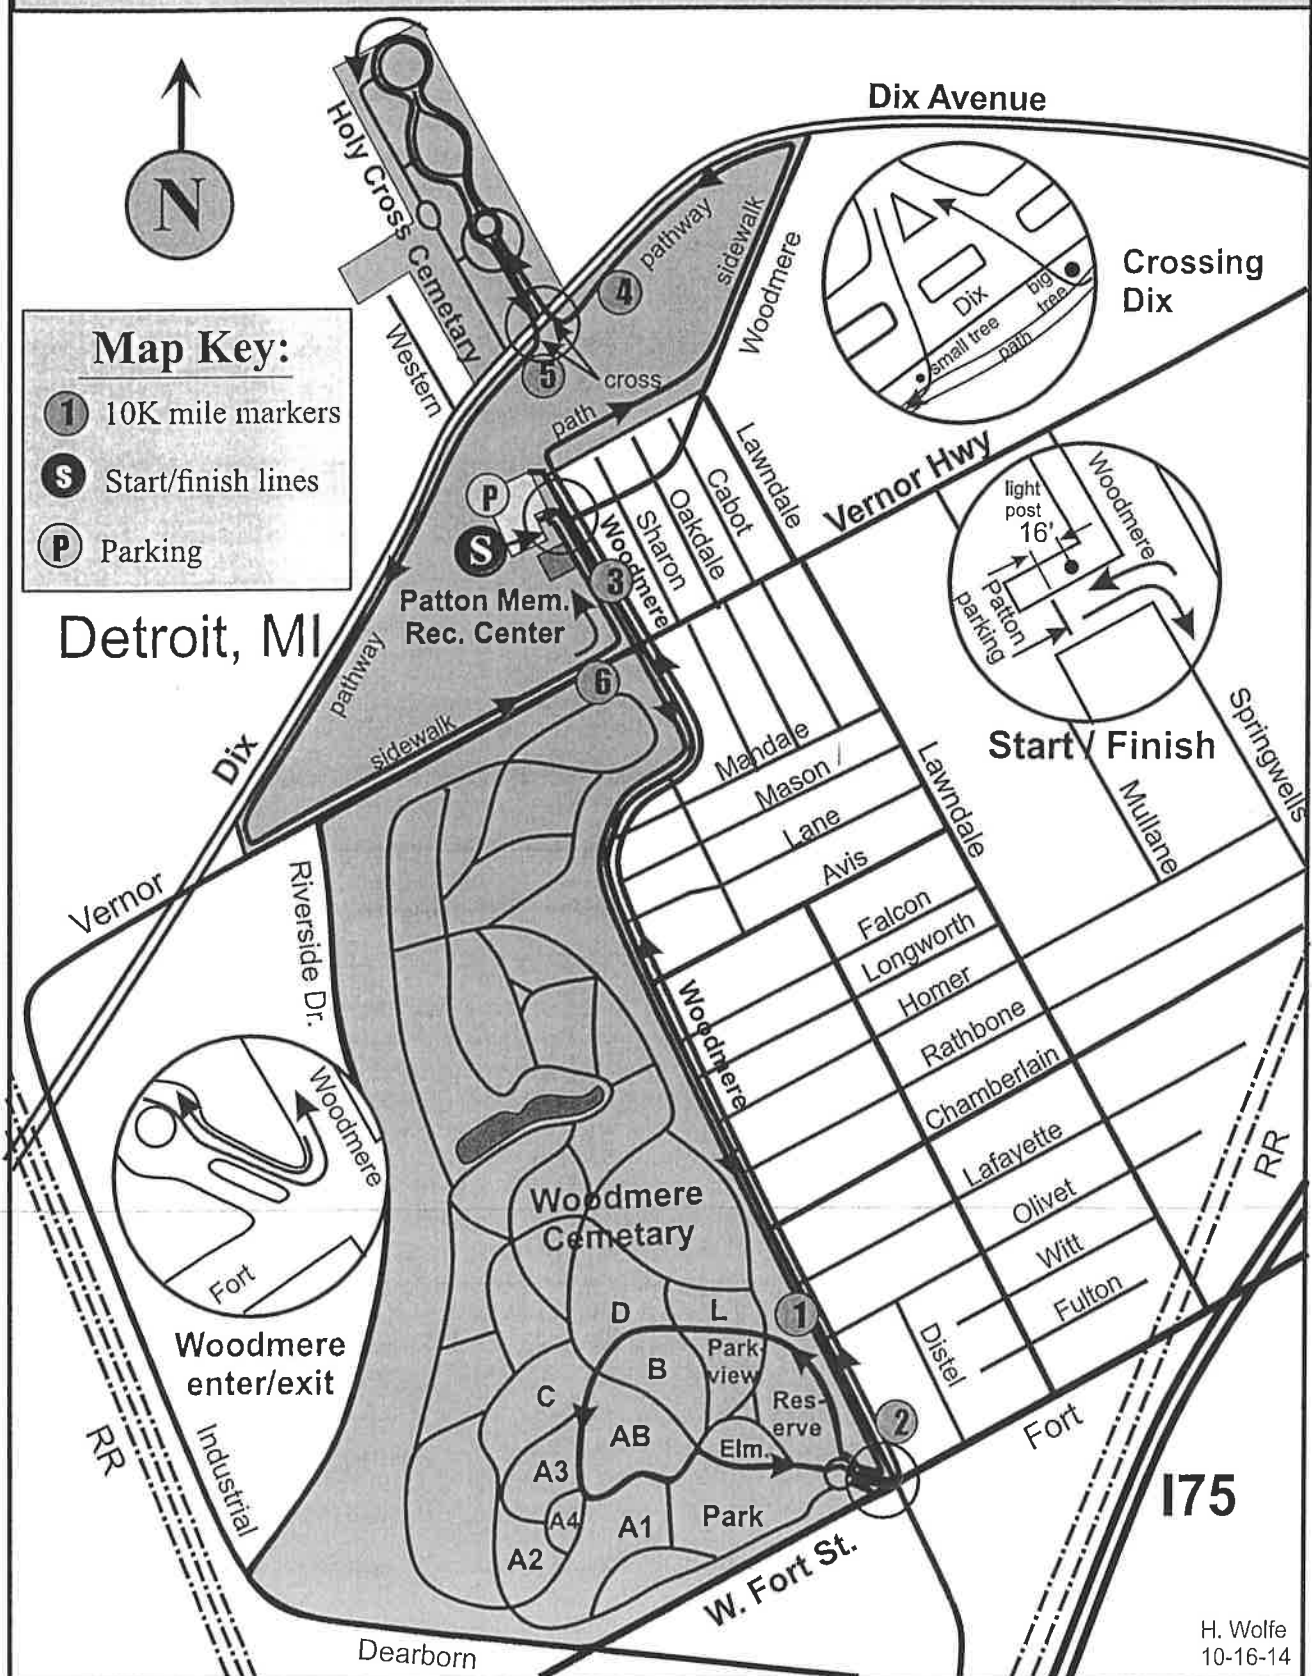 Dix Avenue
N
Holy Cross Cemetary
pathway
sidewalk
Woodmere
4
Dix
big
tree
small tree
path
Crossing
Dix
Map Key:
1 10K mile markers
S Start/finish lines
P Parking
Western
5
cross
path
Lawndale
Cabot
Oakdale
Sharon
Woodmere
Vernor Hwy
P
S
3
Patton Mem.
Rec. Center
light
post
16'
Woodmere
Patton
parking
Start / Finish
Detroit, MI
pathway
6
sidewalk
Dix
Mandale
Mason /
Lane
Avis
Lawndale
Mullane
Springwells
Vernor
Riverside Dr.
Falcon
Longworth
Homer
Rathbone
Chamberlain
Lafayette
Olivet
Witt
Fulton
Woodmere
RR
Woodmere
Fort
Woodmere
enter/exit
Woodmere
Cemetary
D
L
1
B
Park-
view
C
Res-
erve
2
AB
Elm.
A3
A4
A1
Park
A2
Distel
Fort
I75
RR
Industrial
W. Fort St.
Dearborn
H. Wolfe
10-16-14